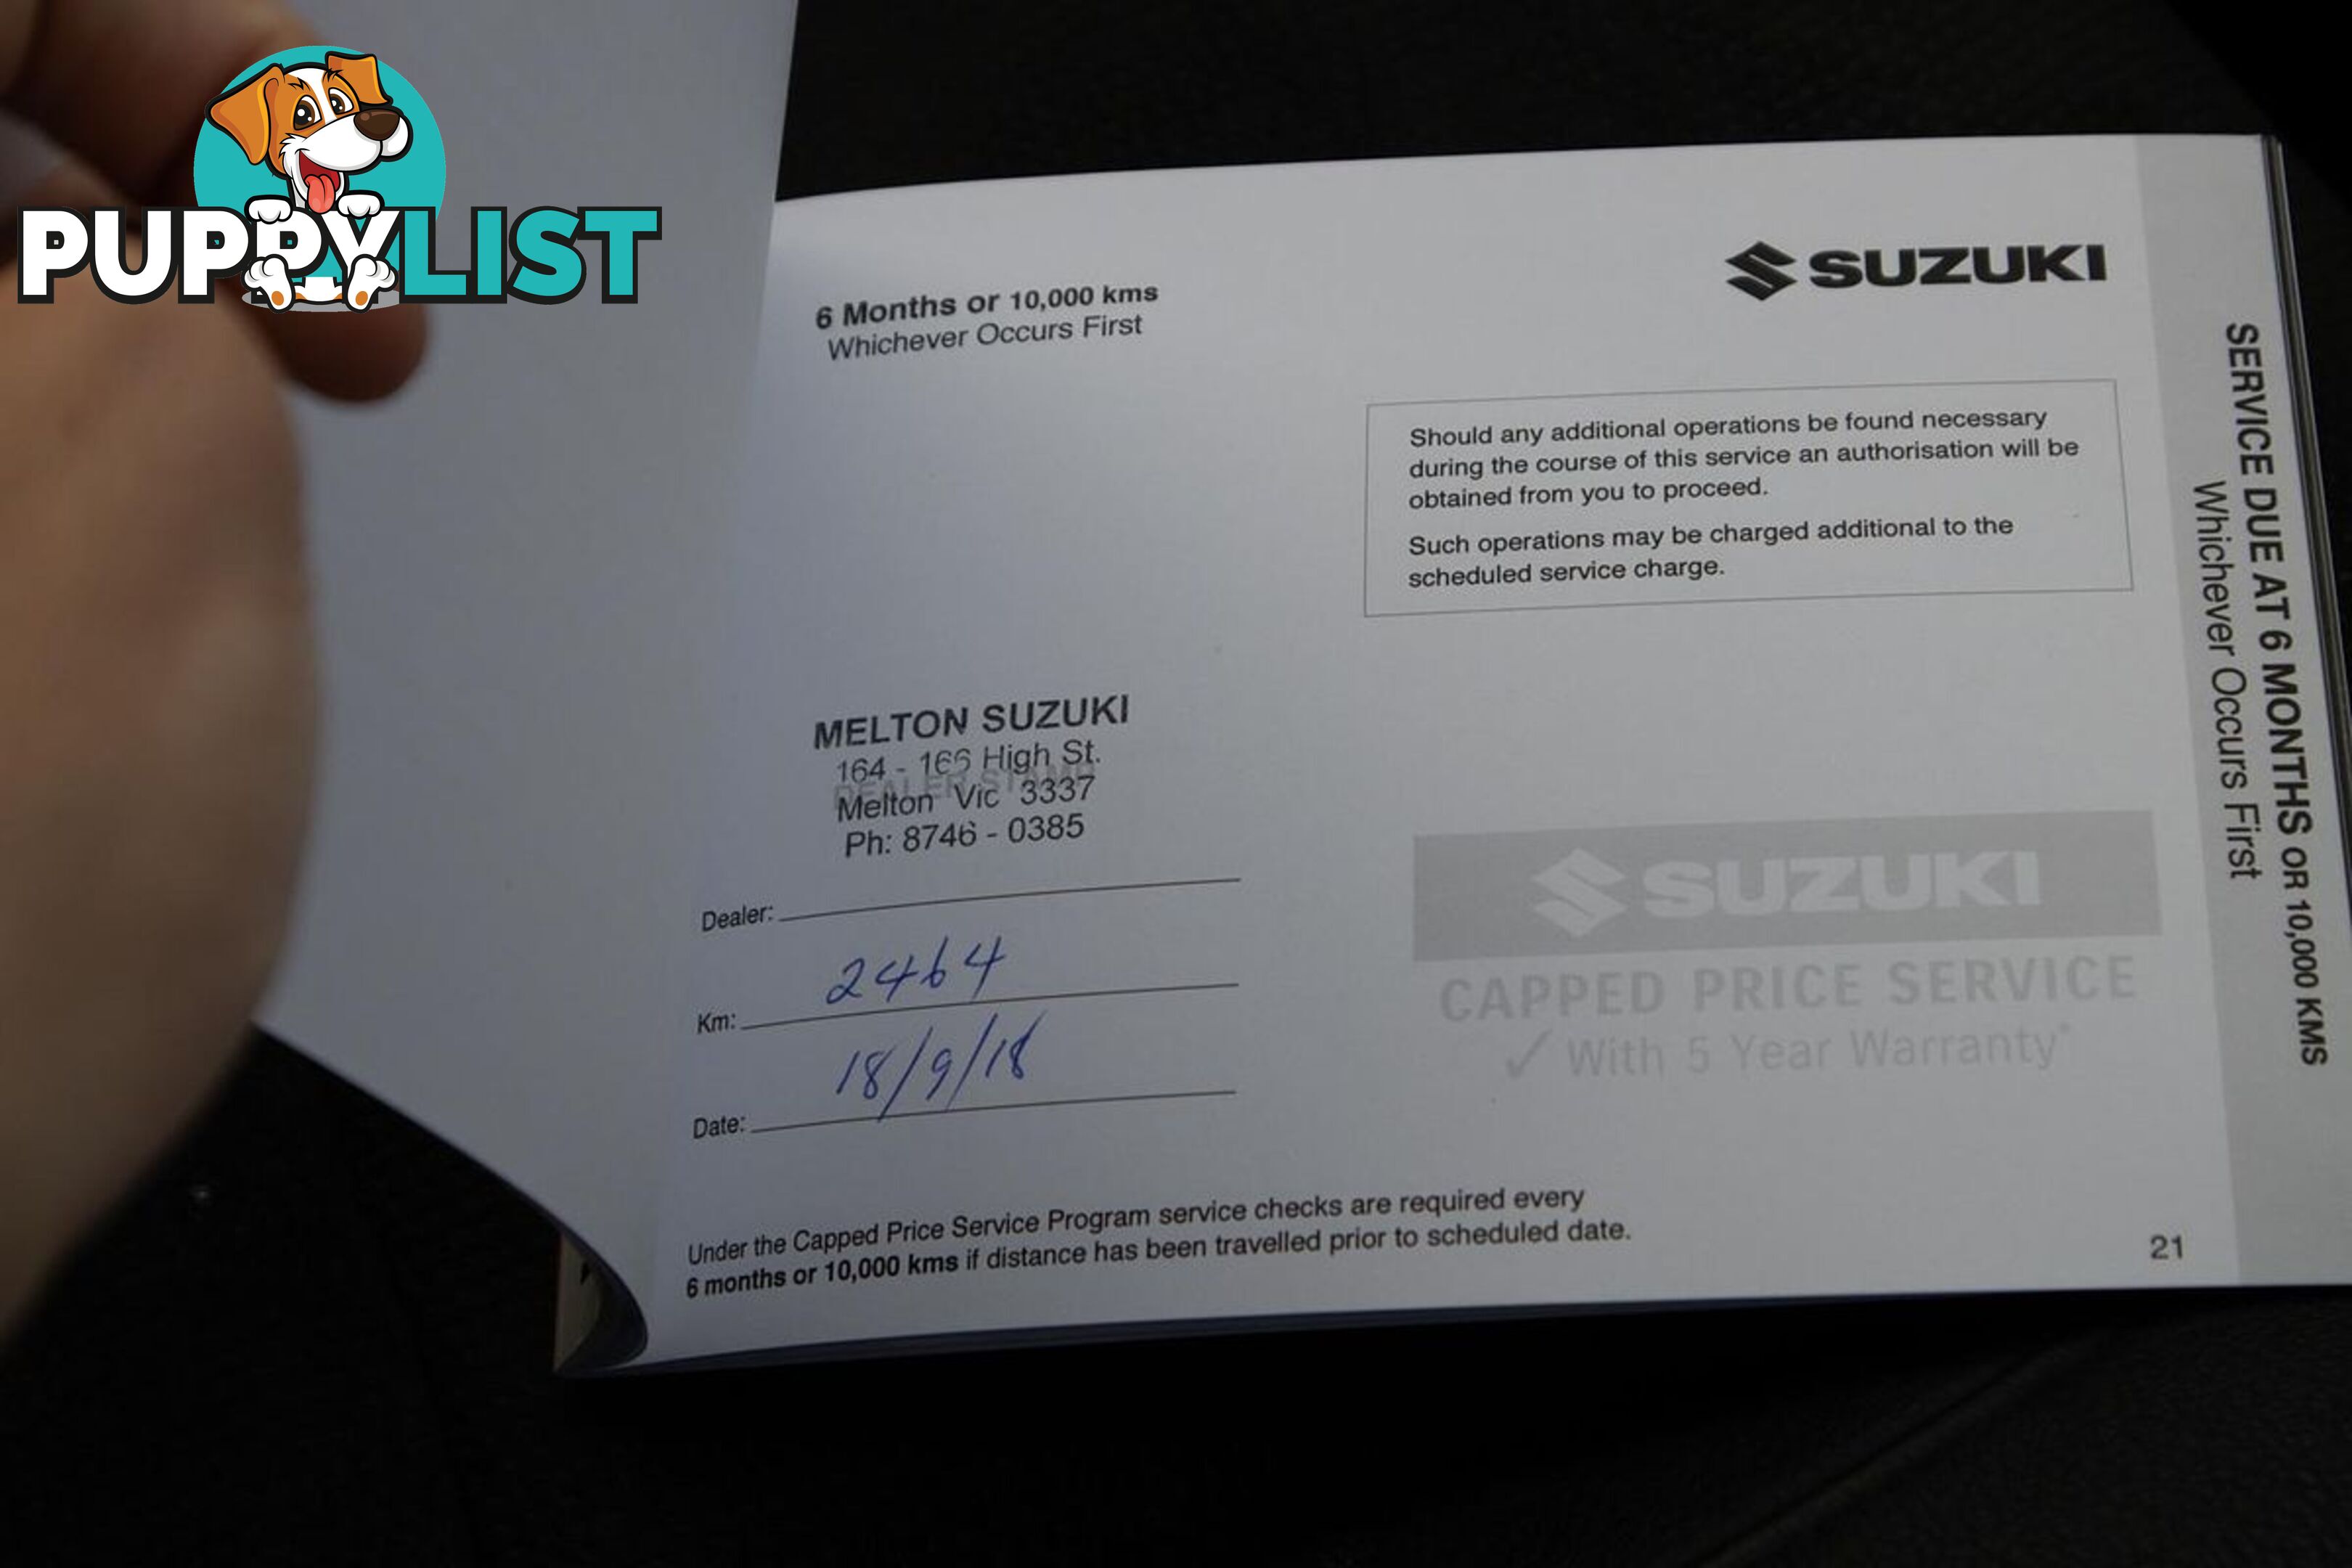 PUPPYLIST
SUZUKI
6 Months or 10,000 kms
Whichever Occurs First
Should any additional operations be found necessary
during the course of this service an authorisation will be
obtained from you to proceed.
Such operations may be charged additional to the
scheduled service charge.
MELTON SUZUKI
164 - 166 High St.
DEALER STAMP
Melton Vic 3337
Ph: 8746 - 0385
Dealer:
Km: 2464
Date: 18/9/18
SUZUKI
CAPPED PRICE SERVICE
✓ With 5 Year Warranty*
Under the Capped Price Service Program service checks are required every
6 months or 10,000 kms if distance has been travelled prior to scheduled date.
21
SERVICE DUE AT 6 MONTHS OR 10,000 KMS
Whichever Occurs First